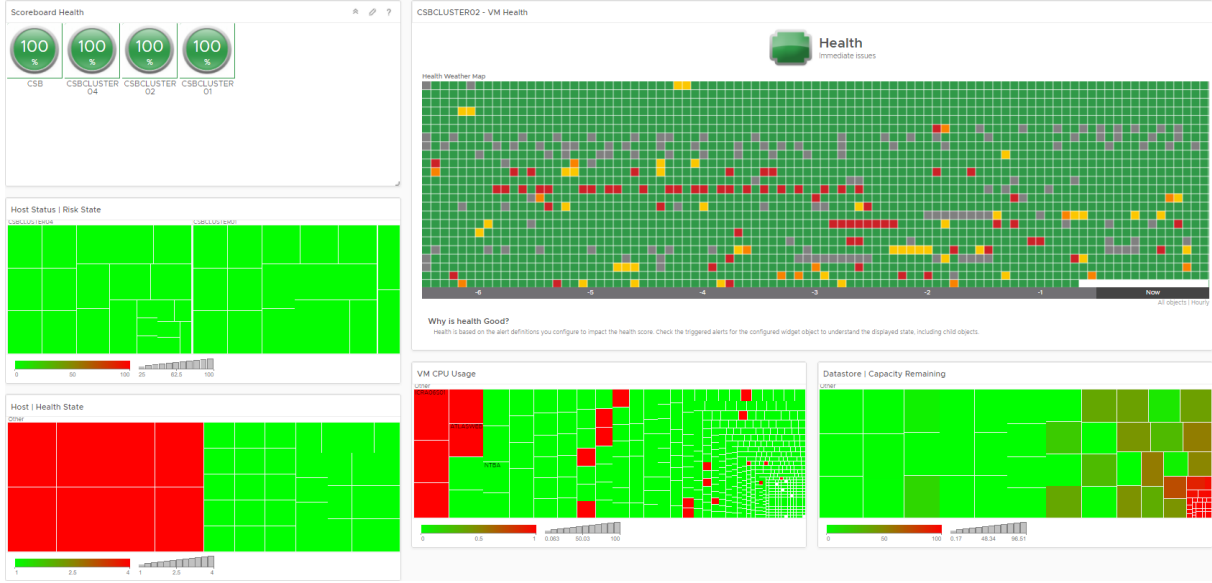 Scoreboard Health
?
100
%
100
%
100
%
100
%
CSB
CSBCLUSTER
04
CSBCLUSTER
02
CSBCLUSTER
01
Host Status | Risk State
CSBCLUSTER04
CSBCLUSTER01
0
50
100
25
62.5
100
Host | Health State
Other
1
2.5
4
1
2.5
4
CSBCLUSTER02 - VM Health
Health
Immediate issues
Health Weather Map
-6
-5
-4
-3
-2
-1
Now
All objects | Hourly
Why is health Good?
Health is based on the alert definitions you configure to impact the health score. Check the triggered alerts for the configured widget object to understand the displayed state, including child objects.
VM CPU Usage
Other
NTBA
0
0.5
1
0.063
50.03
100
Datastore | Capacity Remaining
Other
0
50
100
0.17
48.34
96.51